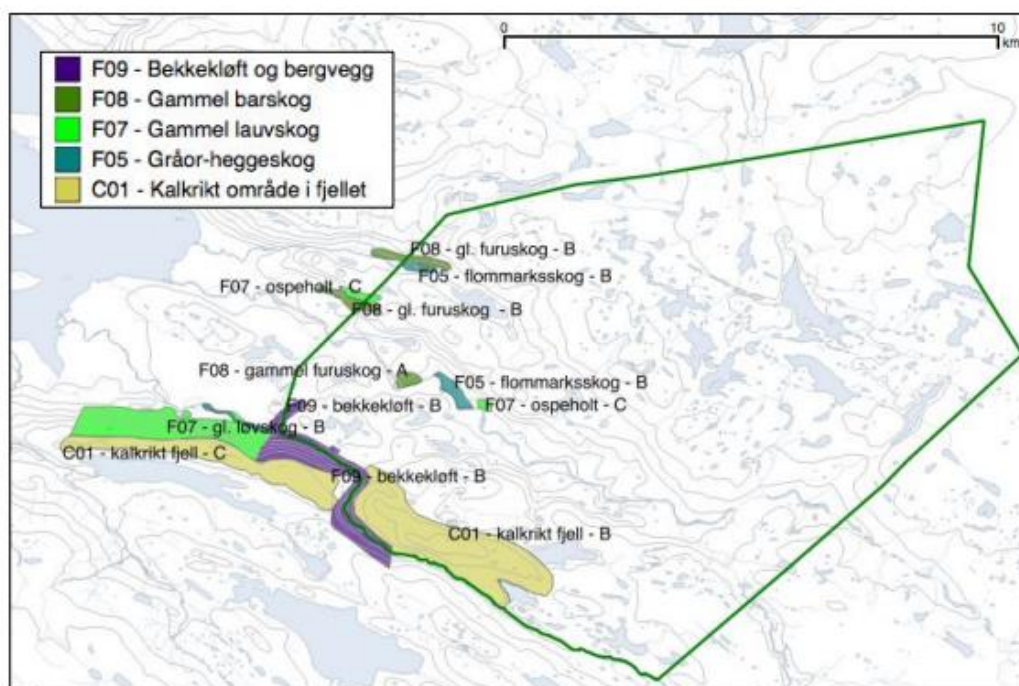 0
10
km
F09 - Bekkekløft og bergvegg
F08 - Gammel barskog
F07 - Gammel lauvskog
F05 - Gråor-heggeskog
C01 - Kalkrikt område i fjellet
F08 - gl. furuskog - B
F05 - flommarksskog - B
F07 - ospeholt - C
F08 - gl. furuskog - B
F08 - gammel furuskog - A
F05 - flommarksskog - B
F09 - bekkekløft - B
F07 - ospeholt - C
F07 - gl. løvskog - B
C01 - kalkrikt fjell - C
F09 - bekkekløft - B
C01 - kalkrikt fjell - B